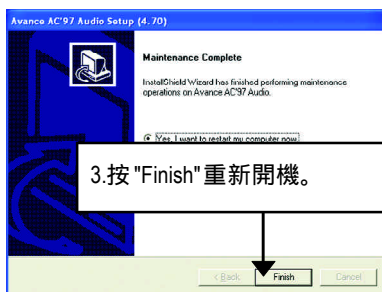 Avance AC'97 Audio Setup (4.70)
Maintenance Complete
InstallShield Wizard has finished performing maintenance
operations on Avance AC'97 Audio.
Yes, I want to restart my computer now.
3.按"Finish"重新開機。
< Back
Finish
Cancel